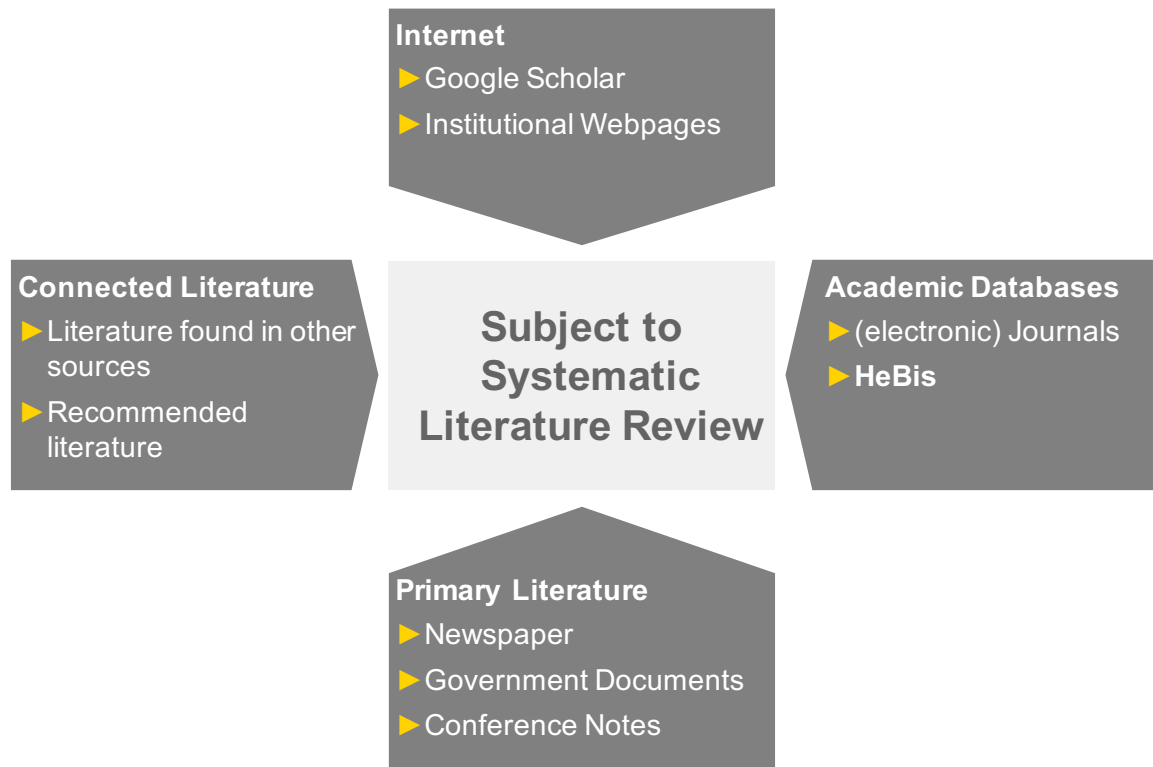 Internet
►Google Scholar
►Institutional Webpages
Connected Literature
►Literature found in other
sources
►Recommended
literature
Subject to
Systematic
Literature Review
Academic Databases
►(electronic) Journals
►HeBis
Primary Literature
►Newspaper
►Government Documents
►Conference Notes